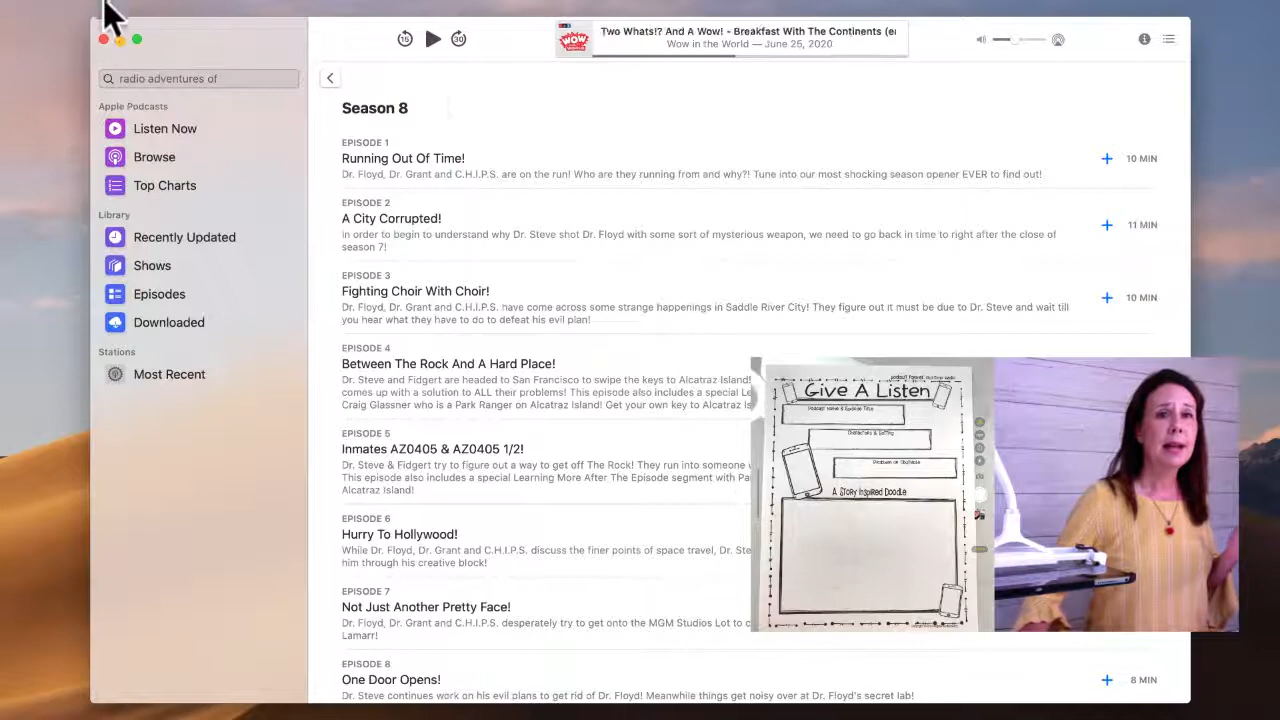 Two Whats!? And A Wow! - Breakfast With The Continents (e
Wow in the World — June 25, 2020
15
30
WOW
radio adventures of
Apple Podcasts
Listen Now
Browse
Top Charts
Library
Recently Updated
Shows
Episodes
Downloaded
Stations
Most Recent
Season 8
EPISODE 1
Running Out Of Time!
Dr. Floyd, Dr. Grant and C.H.I.P.S. are on the run! Who are they running from and why?! Tune into our most shocking season opener EVER to find out!
10 MIN
EPISODE 2
A City Corrupted!
In order to begin to understand why Dr. Steve shot Dr. Floyd with some sort of mysterious weapon, we need to go back in time to right after the close of
season 7!
11 MIN
EPISODE 3
Fighting Choir With Choir!
Dr. Floyd, Dr. Grant and C.H.I.P.S. have come across some strange happenings in Saddle River City! They figure out it must be due to Dr. Steve and wait till
you hear what they have to do to defeat his evil plan!
10 MIN
EPISODE 4
Between The Rock And A Hard Place!
Dr. Steve and Fidgert are headed to San Francisco to swipe the keys to Alcatraz Island!
comes up with a solution to ALL their problems! This episode also includes a special Le
Craig Glassner who is a Park Ranger on Alcatraz Island! Get your own key to Alcatraz Is
EPISODE 5
Inmates AZ0405 & AZ0405 1/2!
Dr. Steve & Fidgert try to figure out a way to get off The Rock! They run into someone
This episode also includes a special Learning More After The Episode segment with Pa
Alcatraz Island!
EPISODE 6
Hurry To Hollywood!
While Dr. Floyd, Dr. Grant and C.H.I.P.S. discuss the finer points of space travel, Dr. Ste
him through his creative block!
EPISODE 7
Not Just Another Pretty Face!
Dr. Floyd, Dr. Grant and C.H.I.P.S. desperately try to get onto the MGM Studios Lot to c
Lamarr!
EPISODE 8
One Door Opens!
Dr. Steve continues work on his evil plans to get rid of Dr. Floyd! Meanwhile things get noisy over at Dr. Floyd's secret lab!
8 MIN
Give A Listen
Podcast Name & Episode Title
Characters & Setting
Problem or Obstacle
A Story Inspired Doodle